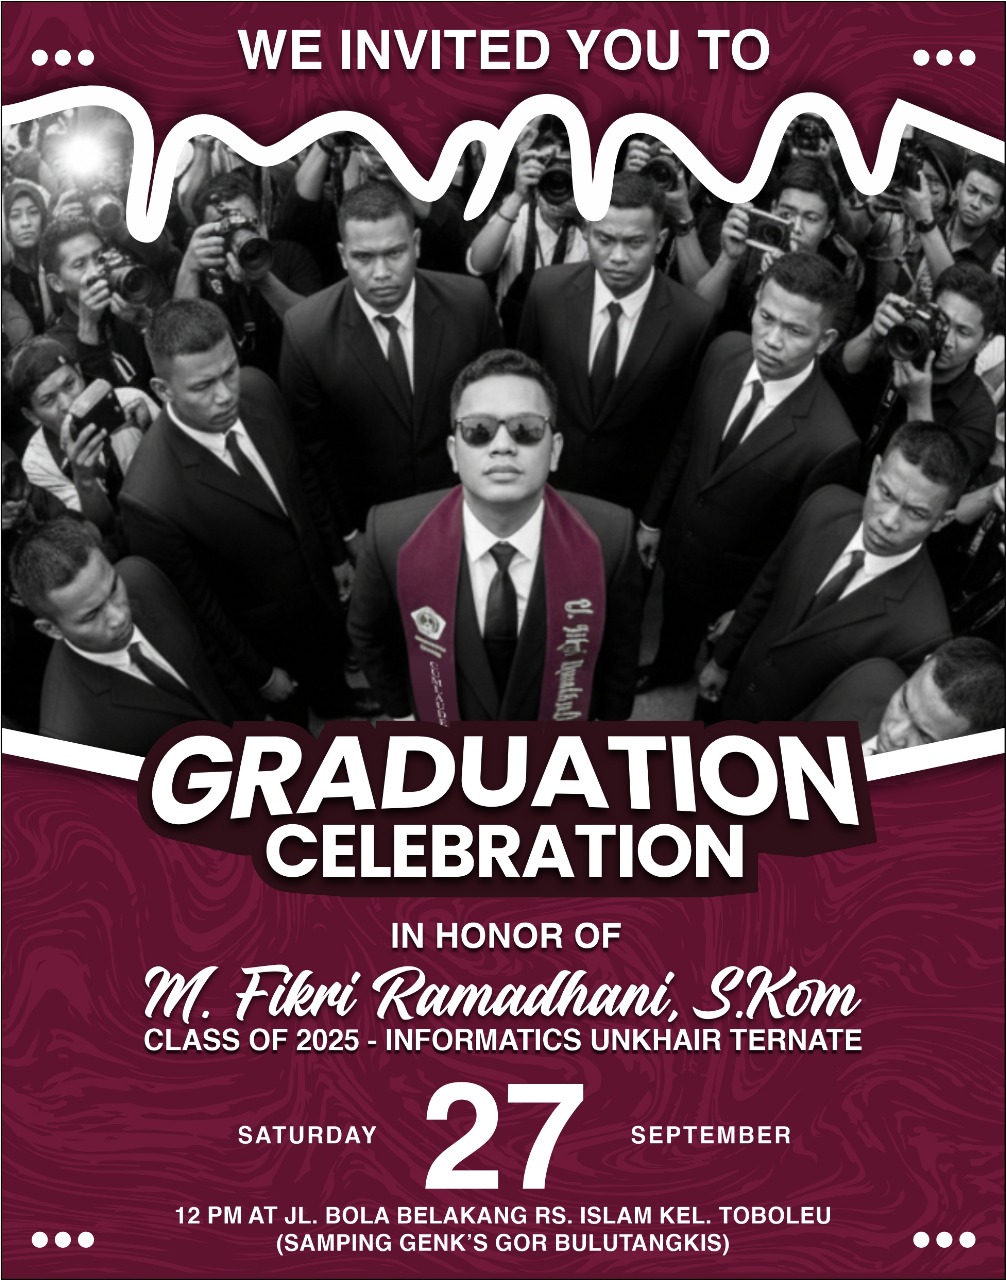 WE INVITED YOU TO
CUMLAUDE
GRADUATION
CELEBRATION
IN HONOR OF
M. Fikri Ramadhani, S.Kom
CLASS OF 2025 - INFORMATICS UNKHAIR TERNATE
SATURDAY 27 SEPTEMBER
12 PM AT JL. BOLA BELAKANG RS. ISLAM KEL. TOBOLEU
(SAMPING GENK'S GOR BULUTANGKIS)